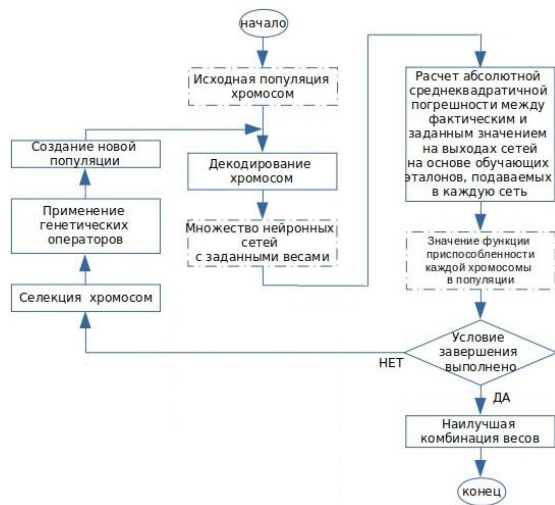 начало
Исходная популяция
хромосом
Декодирование
хромосом
Множество нейронных
сетей
с заданными весами
Расчет абсолютной
среднеквадратичной
погрешности между
фактическим и
заданным значением
на выходах сетей
на основе обучающих
эталонов, подаваемых
в каждую сеть
Значение функции
приспособленности
каждой хромосомы
в популяции
Условие
завершения
выполнено
НЕТ
Селекция хромосом
Применение
генетических
операторов
Создание новой
популяции
ДА
Наилучшая
комбинация весов
конец